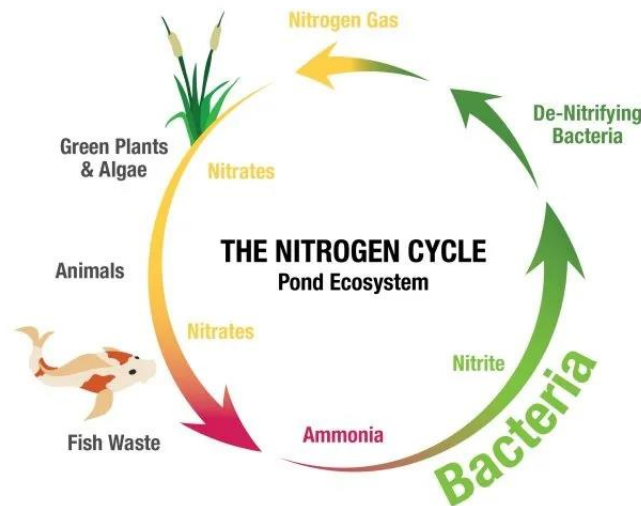 Nitrogen Gas
De-Nitrifying
Bacteria
Green Plants
& Algae
Nitrates
THE NITROGEN CYCLE
Pond Ecosystem
Animals
Nitrates
Nitrite
Bacteria
Fish Waste
Ammonia